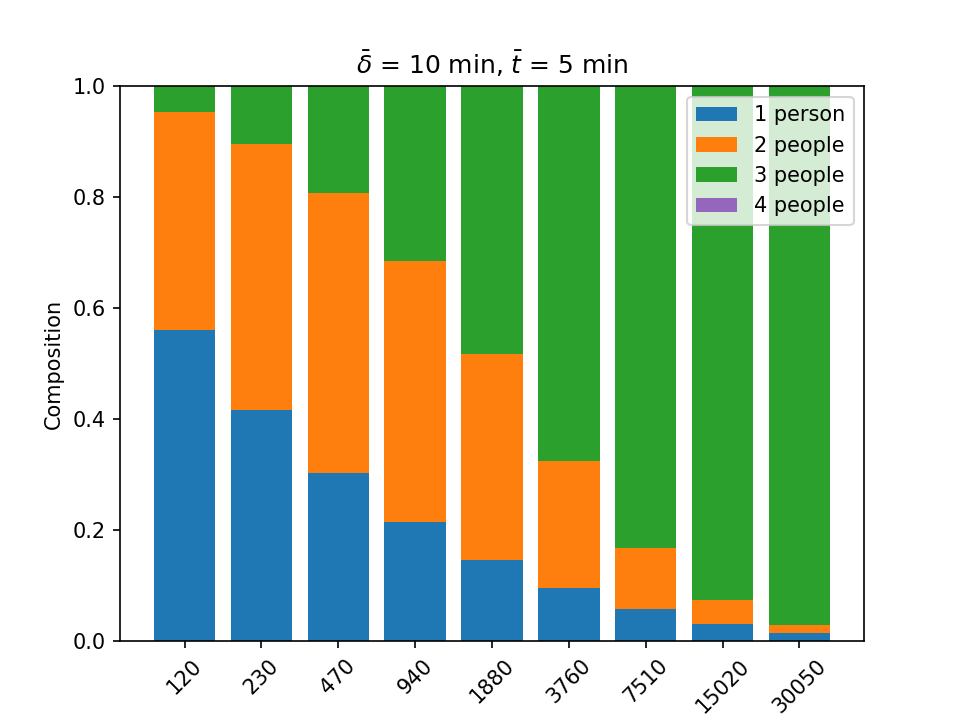 δ̄ = 10 min, t̄ = 5 min
1.0
0.8
0.6
0.4
0.2
0.0
Composition
1 person
2 people
3 people
4 people
120 230 470 940 1880 3760 7510 15020 30050